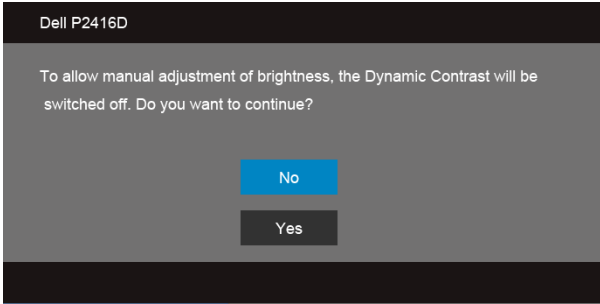 Dell P2416D
To allow manual adjustment of brightness, the Dynamic Contrast will be
switched off. Do you want to continue?
No
Yes